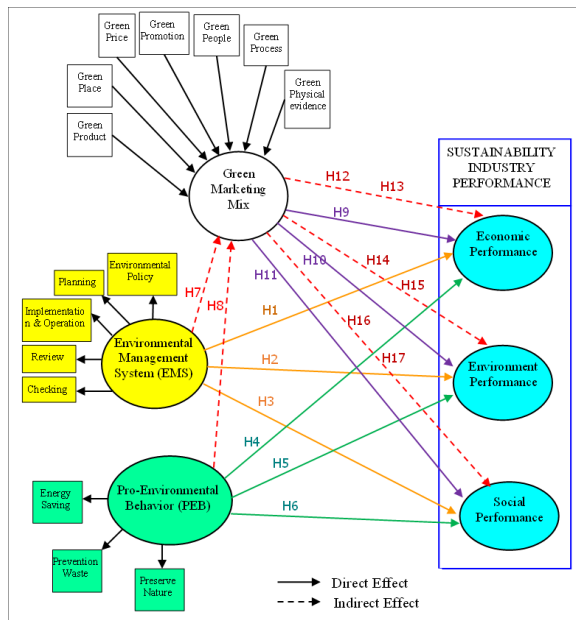 Green
Price
Green
Promotion
Green
People
Green
Process
Green
Place
Green
Physical
evidence
Green
Product
Green
Marketing
Mix
SUSTAINABILITY
INDUSTRY
PERFORMANCE
H12
H13
H9
H10
H11
H14
H15
H16
H17
Economic
Performance
Environmental
Policy
Planning
Implementatio
n & Operation
Review
Checking
Environmental
Management
System (EMS)
H7
H8
H1
H2
H3
Environment
Performance
H4
H5
H6
Pro-Environmental
Behavior (PEB)
Energy
Saving
Prevention
Waste
Preserve
Nature
Social
Performance
Direct Effect
Indirect Effect